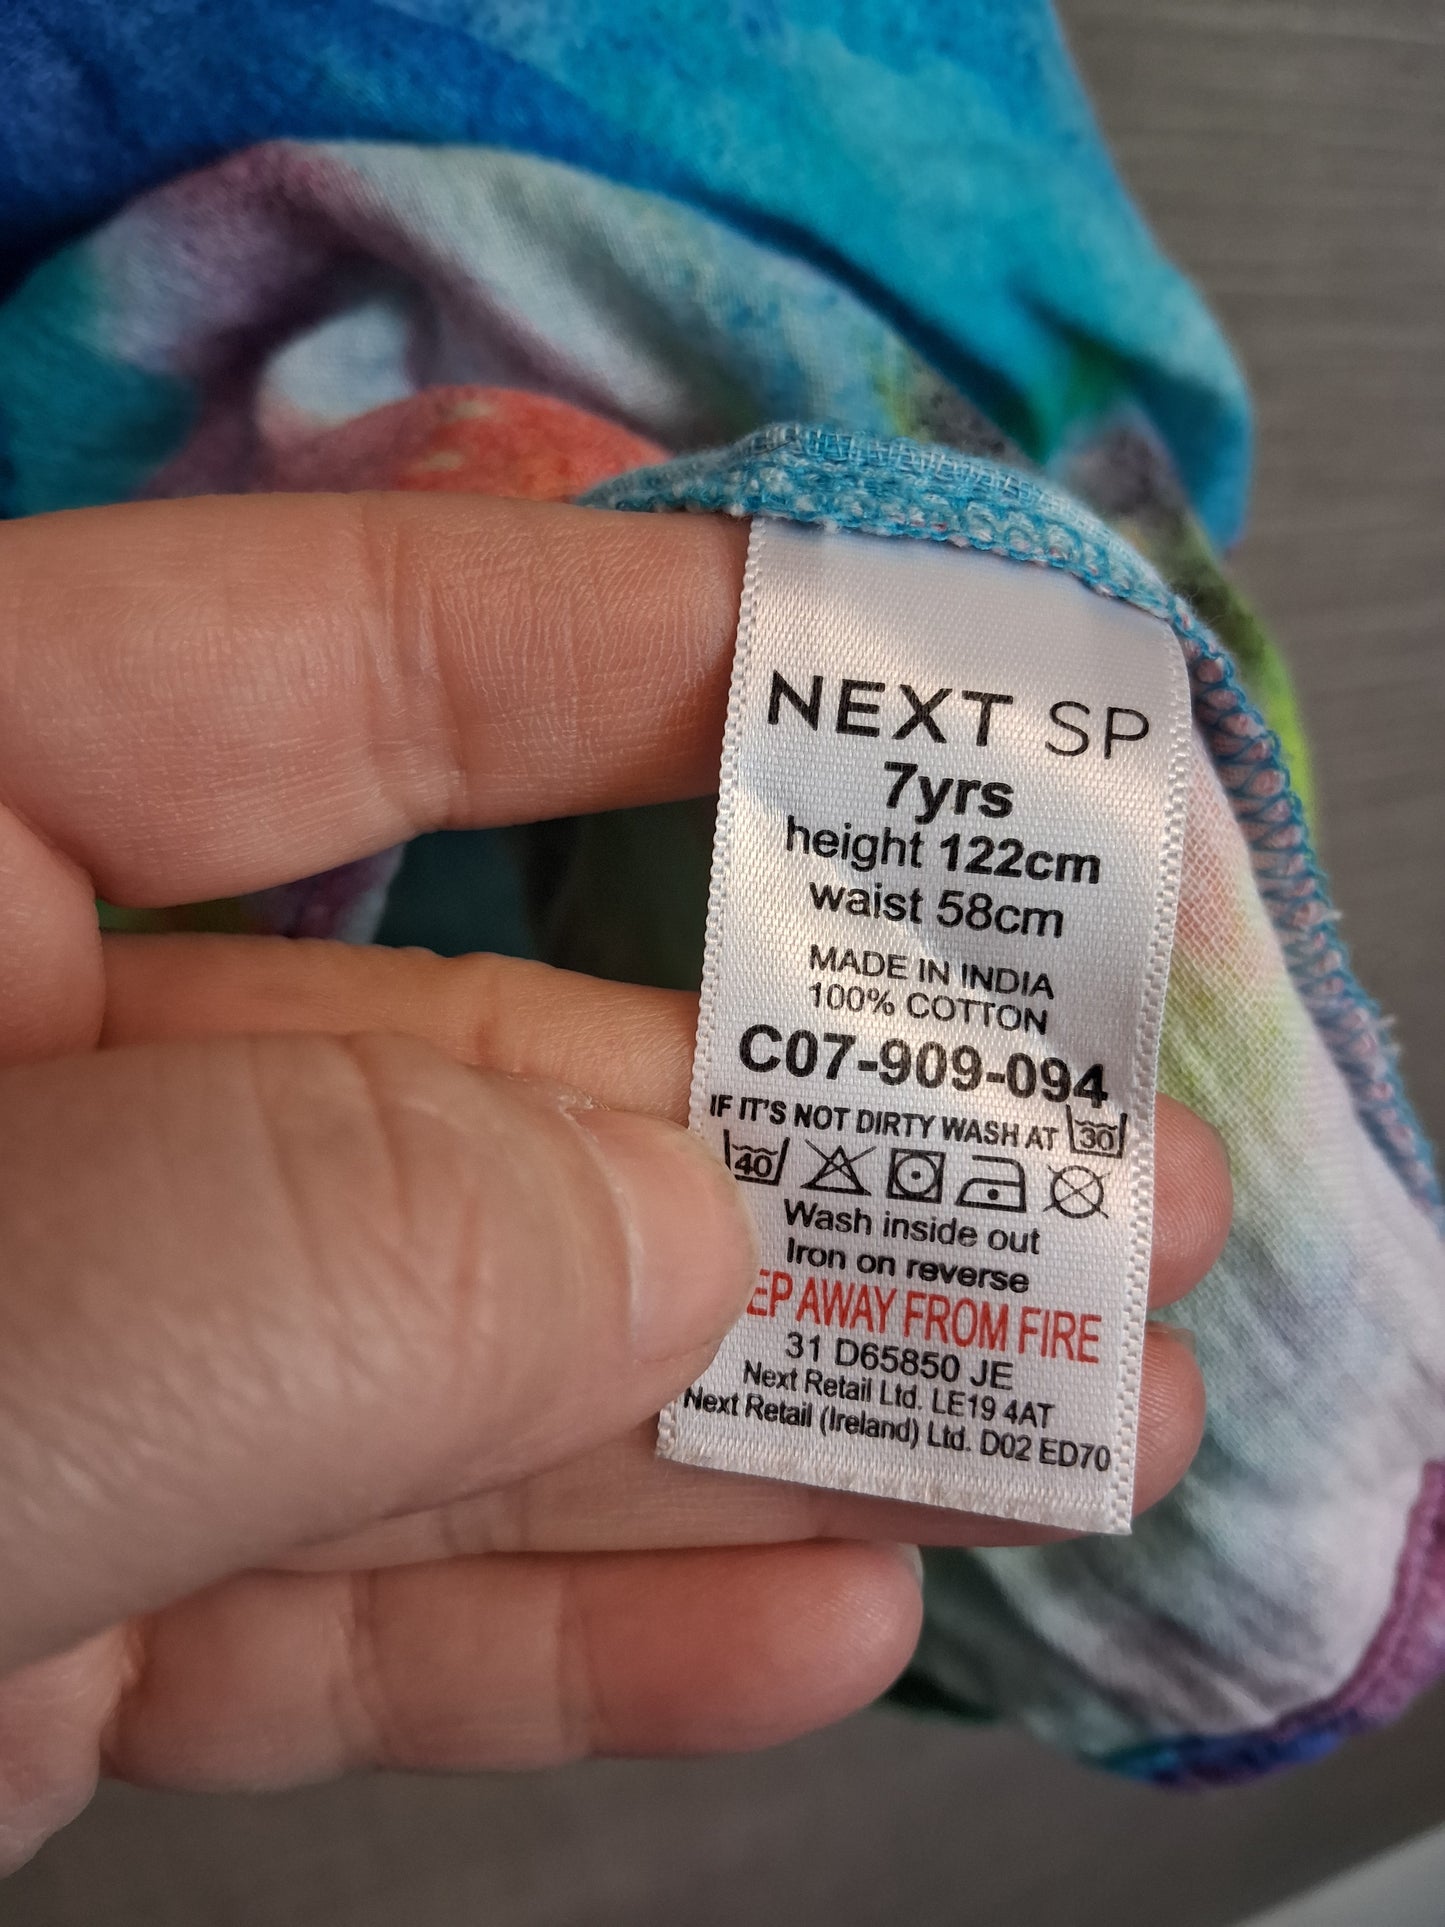 NEXT SP
7yrs
height 122cm
waist 58cm
MADE IN INDIA
100% COTTON
C07-909-094
IF IT'S NOT DIRTY WASH AT 30
40
Wash inside out
Iron on reverse
EP AWAY FROM FIRE
31 D65850 JE
Next Retail Ltd. LE19 4AT
Next Retail (Ireland) Ltd. D02 ED70